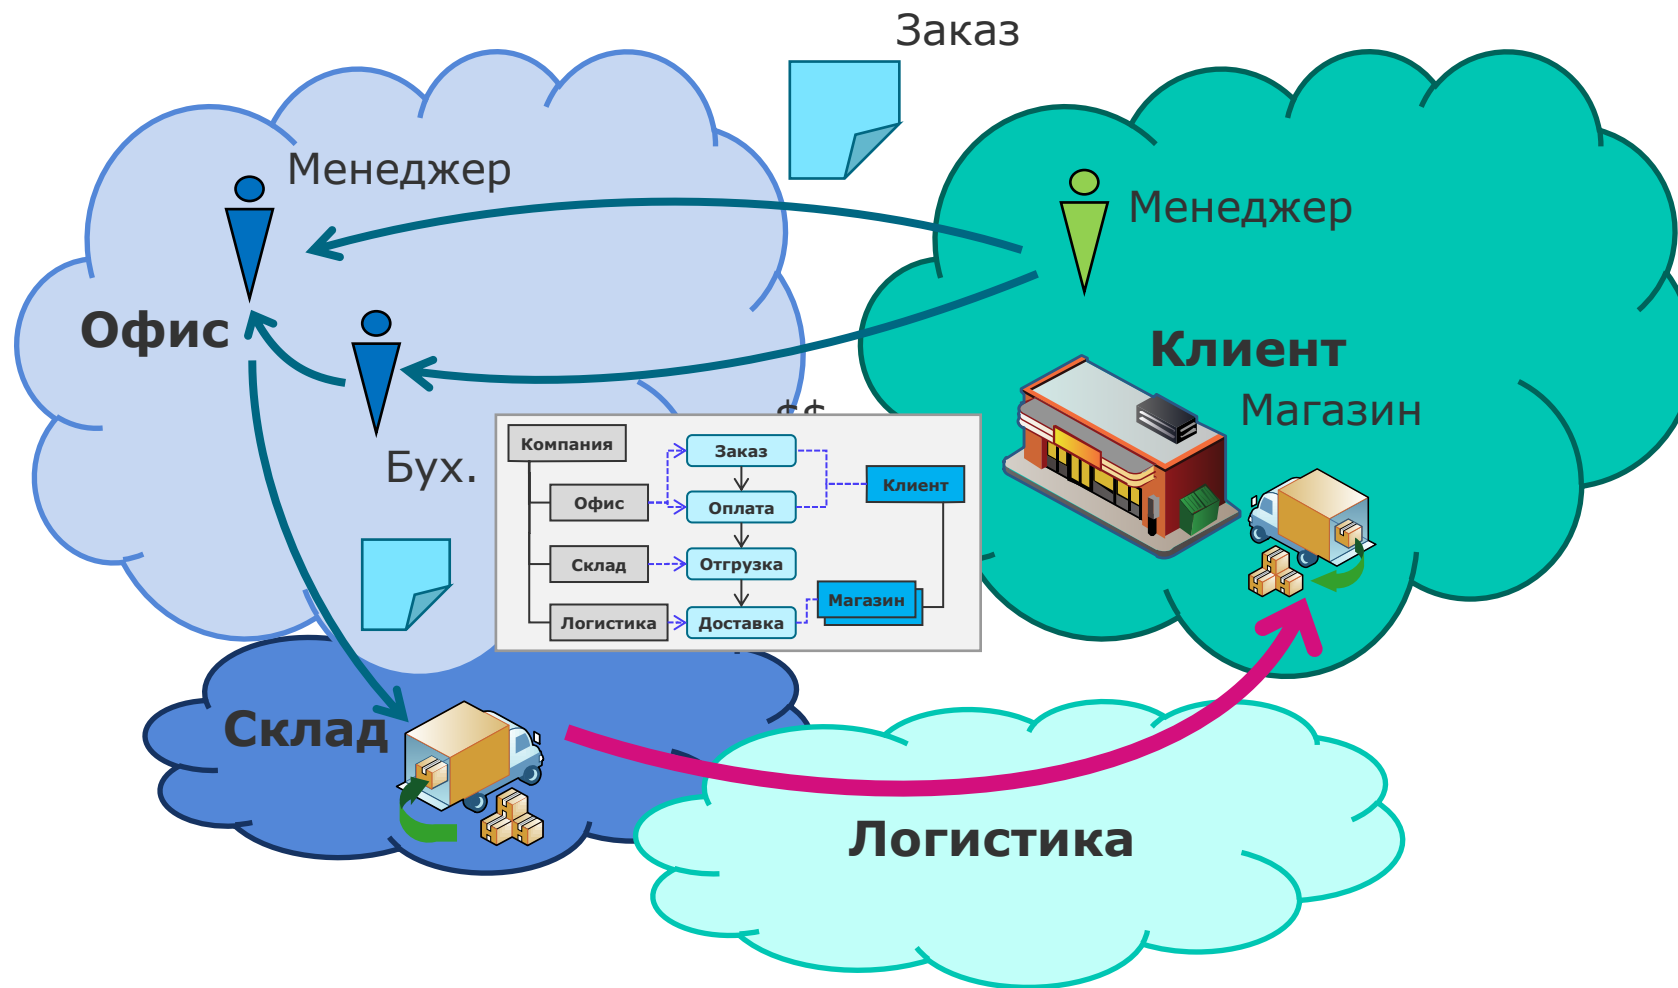 Заказ
Менеджер
Менеджер
Офис
Клиент
Магазин
$$
Бух.
Компания
Заказ
Клиент
Офис
Оплата
Склад
Отгрузка
Магазин
Логистика
Доставка
Склад
Логистика